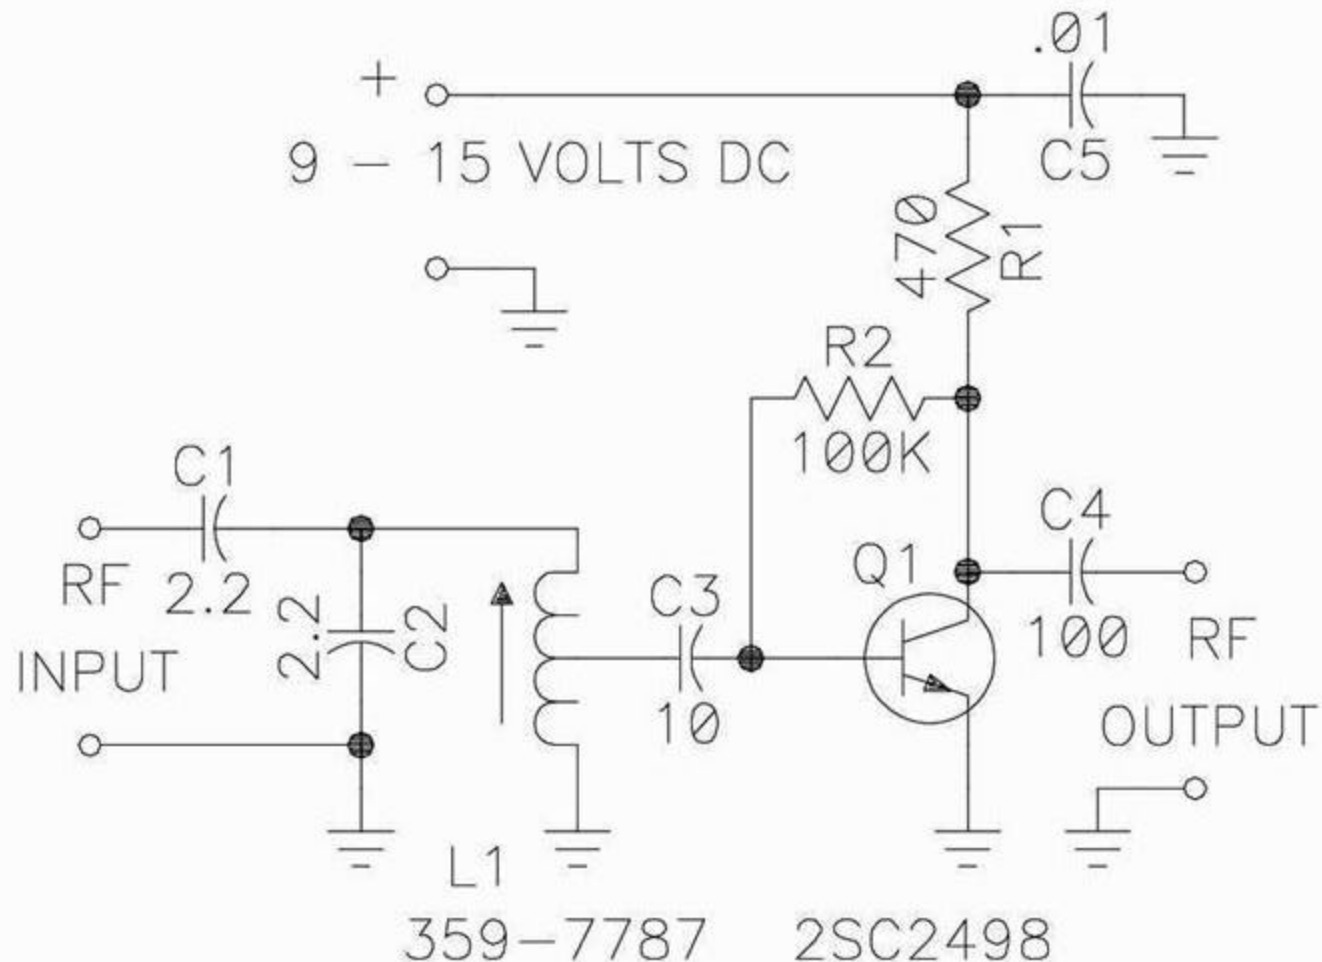 .01
+
9 - 15 VOLTS DC
C5
470
R1
R2
100K
C1
2.2
RF
INPUT
2.2
C2
C3
10
Q1
C4
100
RF
OUTPUT
L1
359-7787
2SC2498